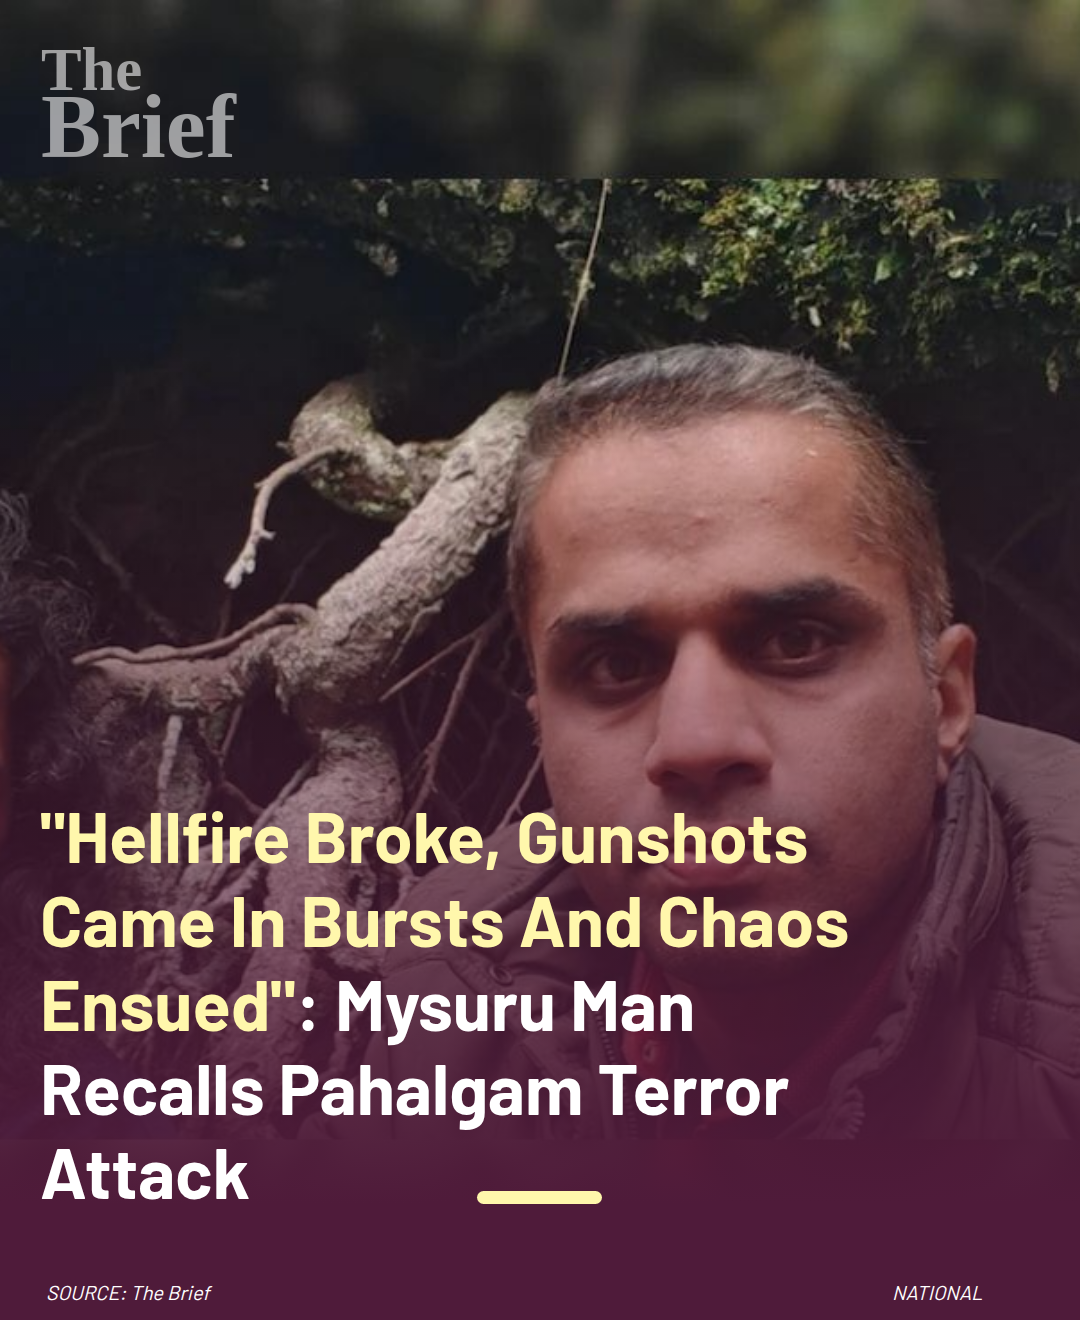 The
Brief
"Hellfire Broke, Gunshots
Came In Bursts And Chaos
Ensued": Mysuru Man
Recalls Pahalgam Terror
Attack
SOURCE: The Brief
NATIONAL